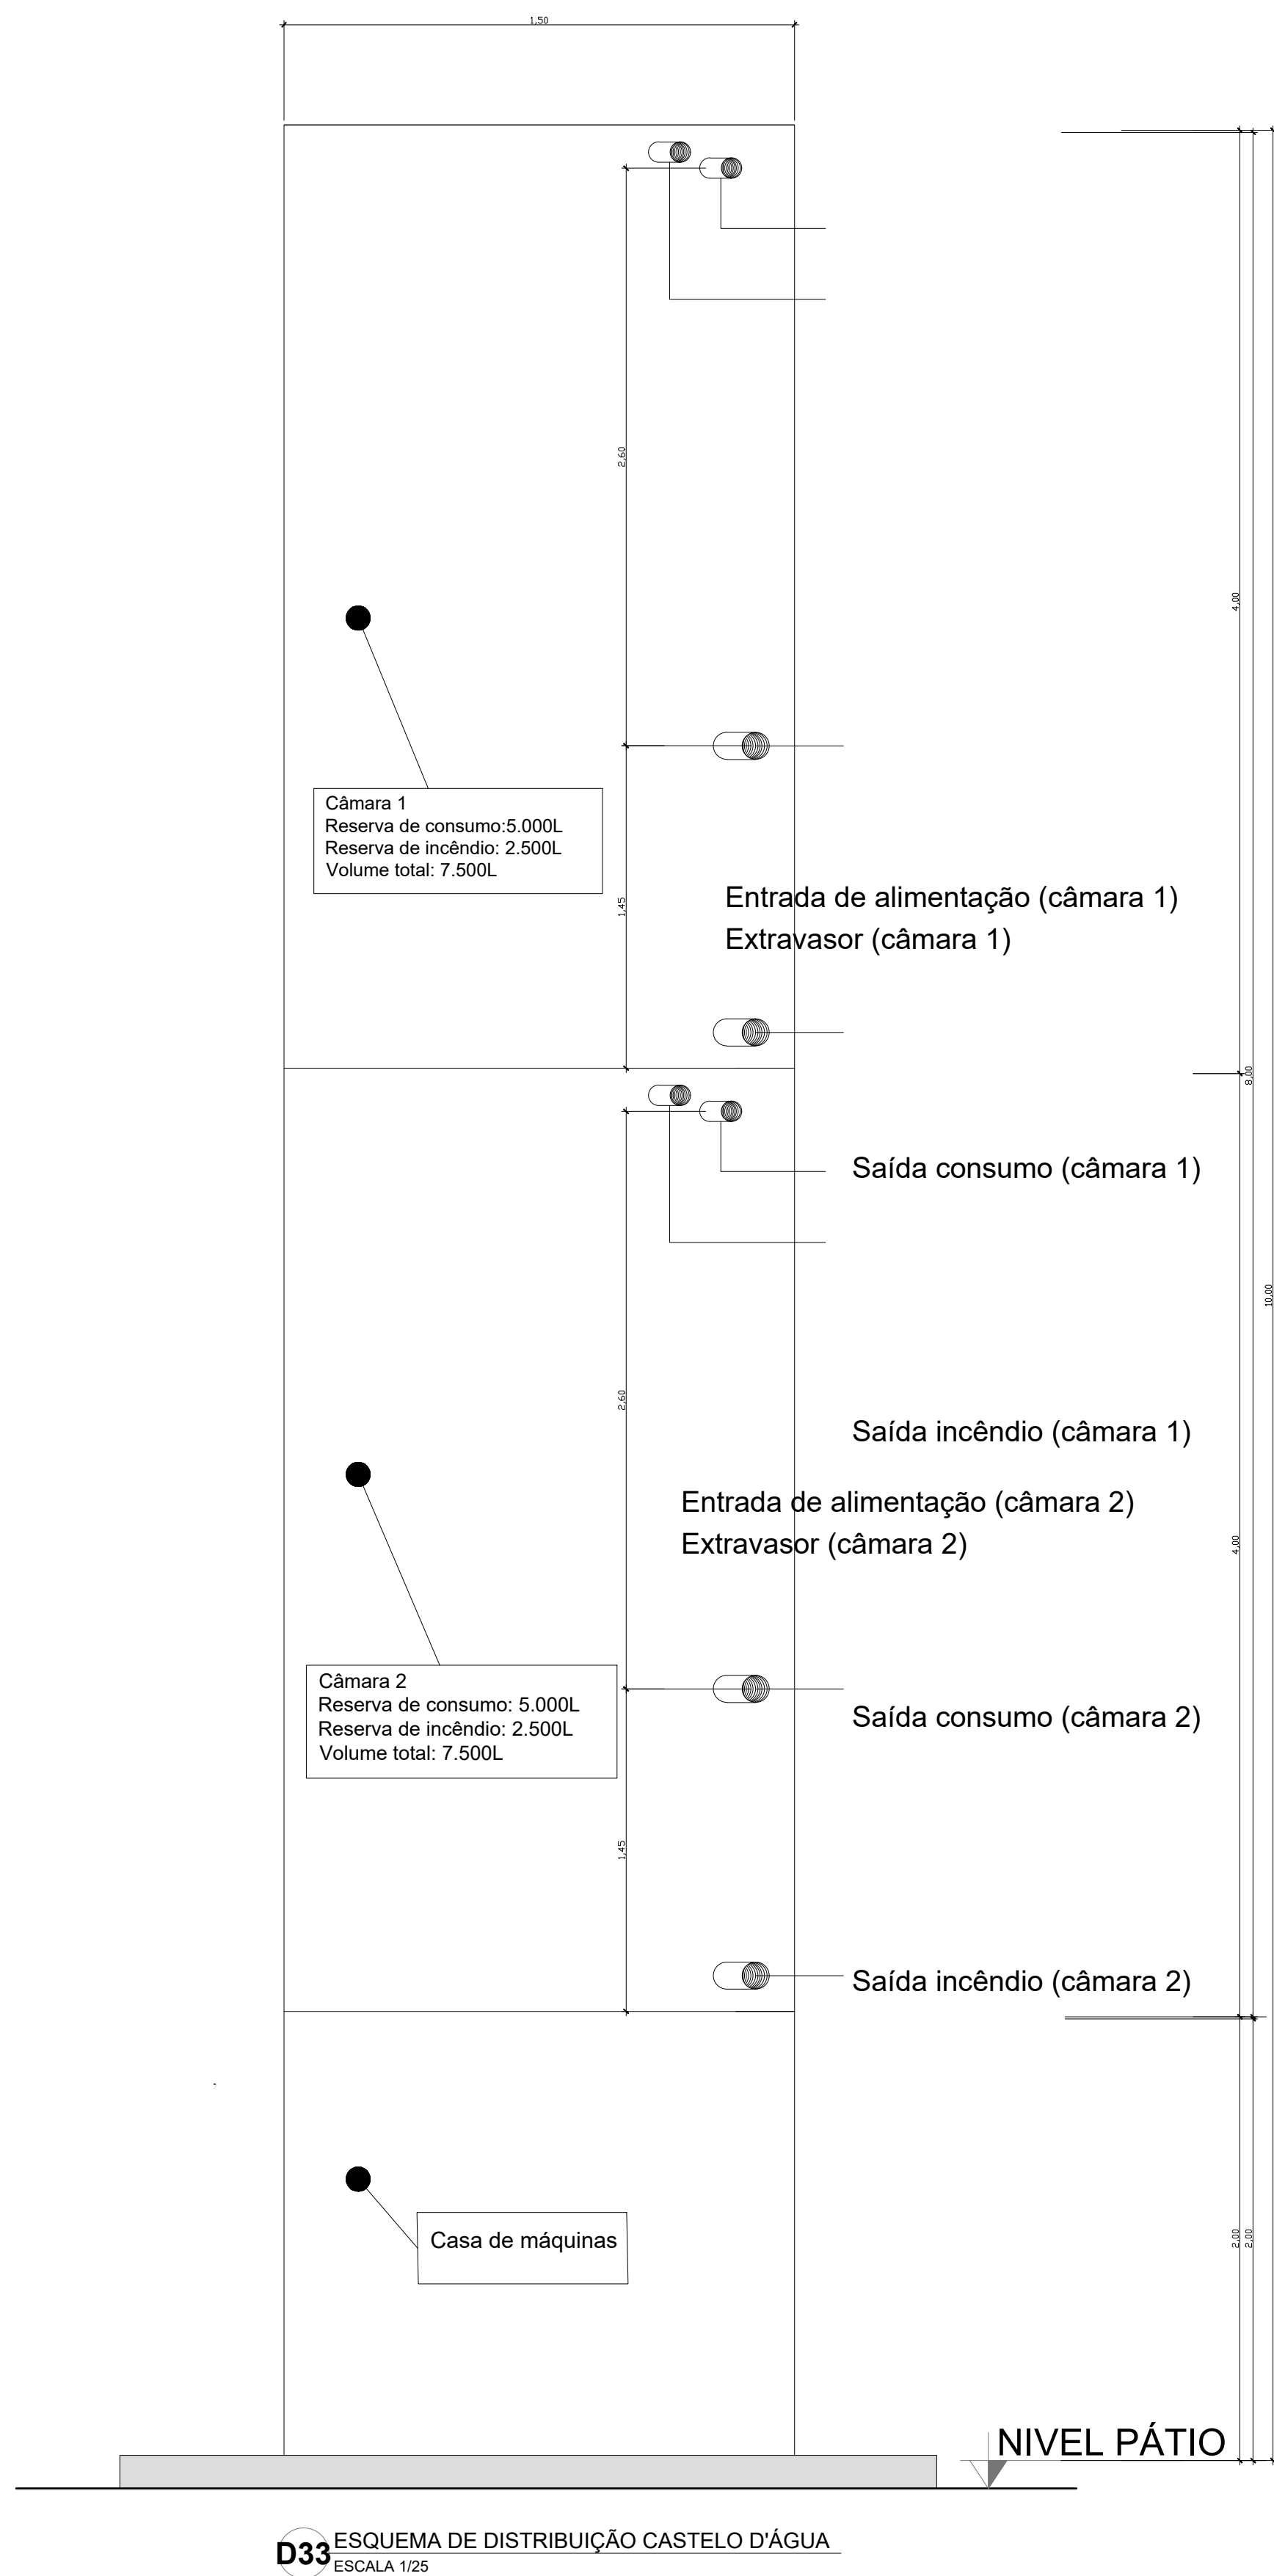 1,50
2,60
4,00
Câmara 1
Reserva de consumo:5.000L
Reserva de incêndio: 2.500L
Volume total: 7.500L
1,45
Entrada de alimentação (câmara 1)
Extravasor (câmara 1)
8,00
Saída consumo (câmara 1)
10,00
2,60
Saída incêndio (câmara 1)
Entrada de alimentação (câmara 2)
Extravasor (câmara 2)
4,00
Câmara 2
Reserva de consumo: 5.000L
Reserva de incêndio: 2.500L
Volume total: 7.500L
Saída consumo (câmara 2)
1,45
Saída incêndio (câmara 2)
Casa de máquinas
2,00
2,00
NIVEL PÁTIO
D33
ESQUEMA DE DISTRIBUIÇÃO CASTELO D'ÁGUA
ESCALA 1/25